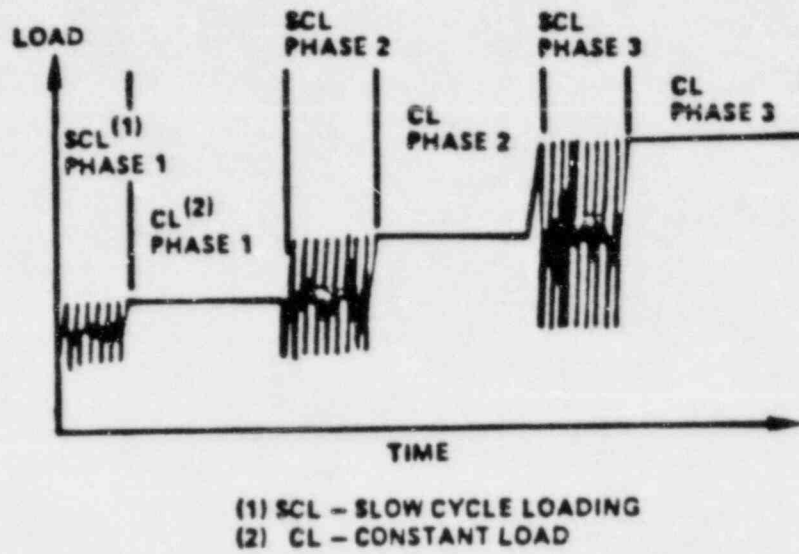 LOAD
SCL
PHASE 2
SCL
PHASE 3
SCL(1)
PHASE 1
CL(2)
PHASE 1
CL
PHASE 2
CL
PHASE 3
TIME
(1) SCL – SLOW CYCLE LOADING
(2) CL – CONSTANT LOAD